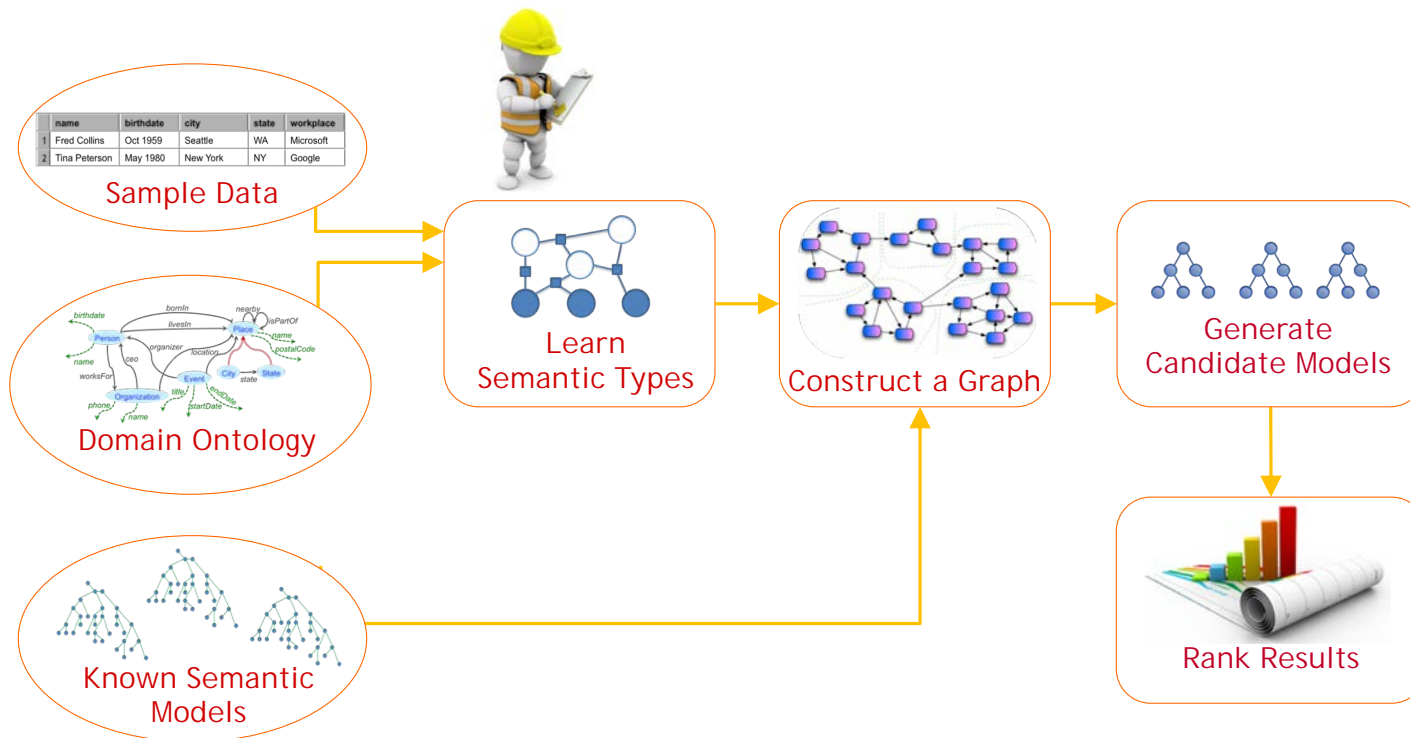 name birthdate city state workplace
1 Fred Collins Oct 1959 Seattle WA Microsoft
2 Tina Peterson May 1980 New York NY Google
Sample Data
bornIn
nearby
birthdate
livesIn
Place
isPartOf
Person
organizer
name
name
ceo
location
postalCode
worksFor
City
state
State
Event
Organization
title
endDate
phone
name
startDate
Domain Ontology
Known Semantic
Models
Learn
Semantic Types
Construct a Graph
Generate
Candidate Models
Rank Results